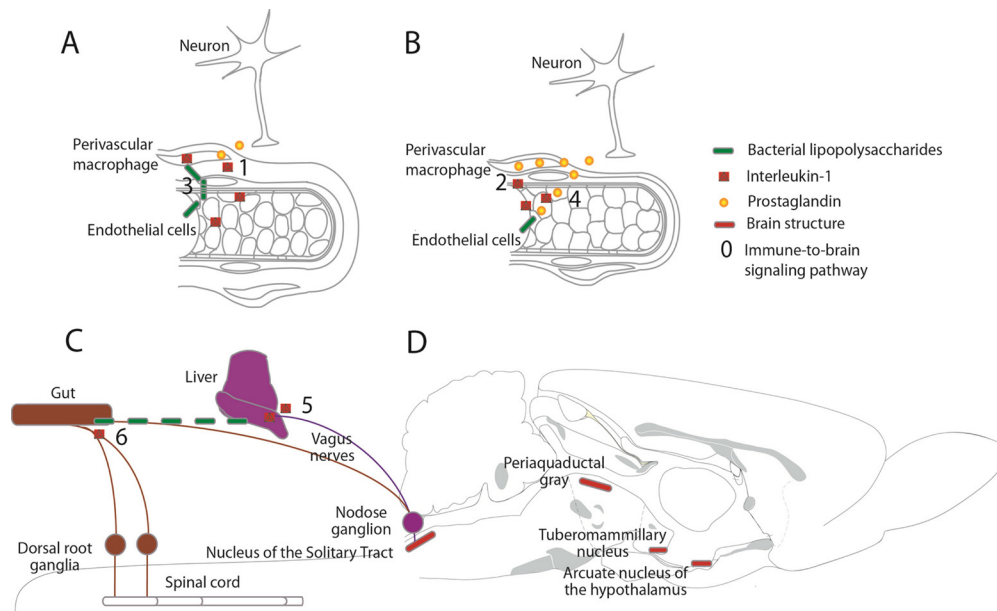 A
Neuron
Perivascular
macrophage
1
3
Endothelial cells
B
Neuron
Perivascular
macrophage
2
4
Endothelial cells
Bacterial lipopolysaccharides
Interleukin-1
Prostaglandin
Brain structure
0 Immune-to-brain
signaling pathway
C
Gut
Liver
5
6
Vagus
nerves
Nodose
ganglion
Dorsal root
ganglia
Nucleus of the Solitary Tract
Spinal cord
D
Periaquaductal
gray
Tuberomammillary
nucleus
Arcuate nucleus of
the hypothalamus